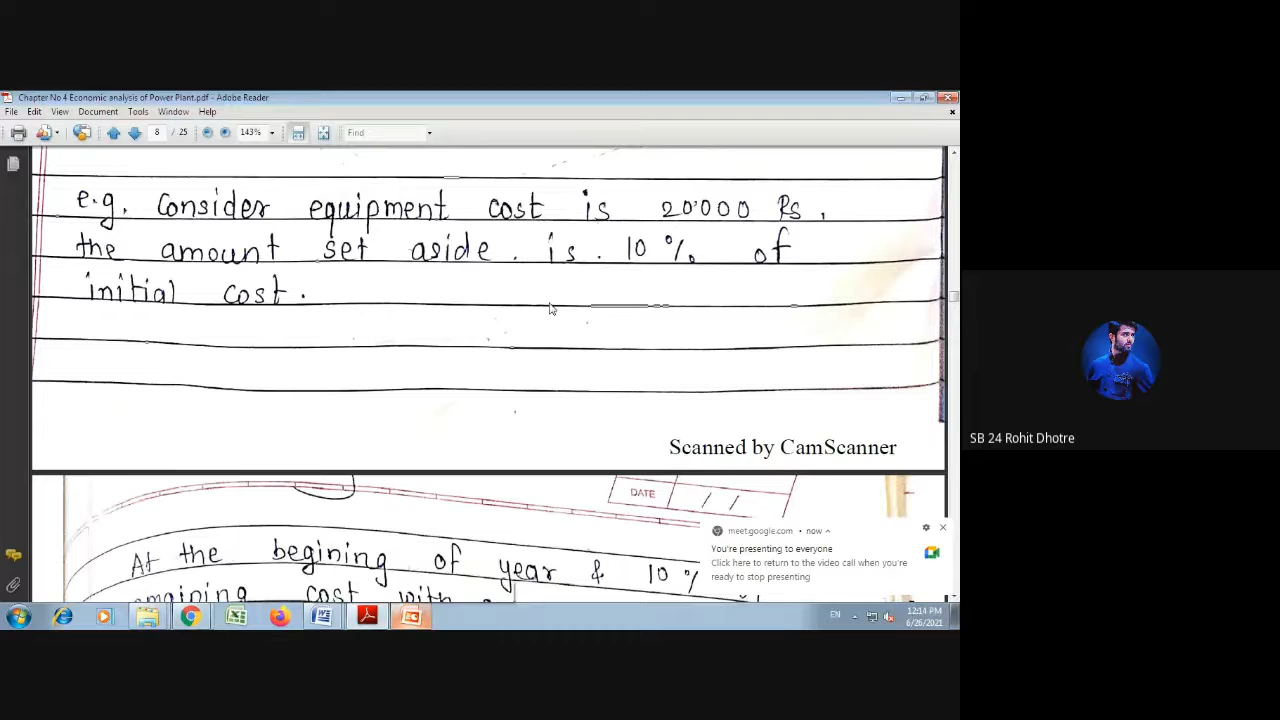 Chapter No 4 Economic analysis of Power Plant.pdf - Adobe Reader
File Edit View Document Tools Window Help
8 / 25 143% Find
e.g. Consider equipment cost is 20'000 Rs.
the amount set aside. is. 10 %. of
initial cost.
Scanned by CamScanner
DATE / /
At the begining of year & 10 %
cost with
meet.google.com • now
You're presenting to everyone
Click here to return to the video call when you're
ready to stop presenting
EN
12:14 PM
6/26/2021
SB 24 Rohit Dhotre